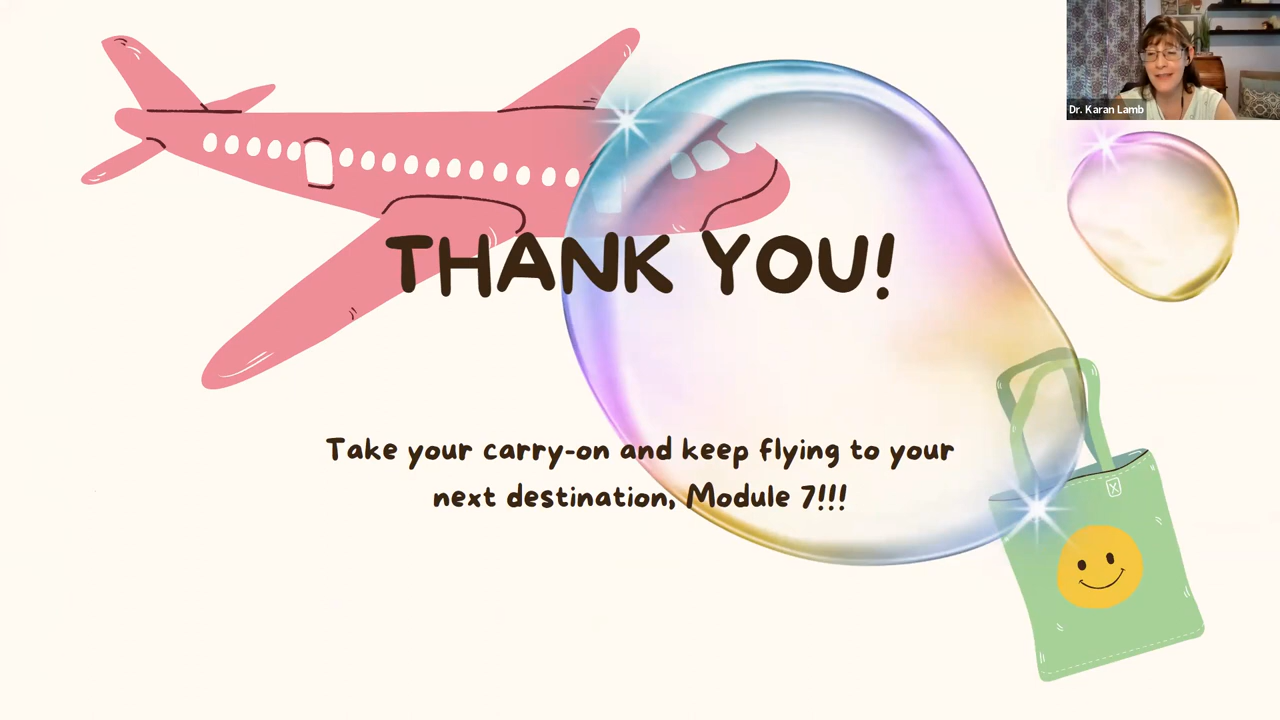 Dr. Karan Lamb
THANK YOU!
Take your carry-on and keep flying to your
next destination, Module 7!!!